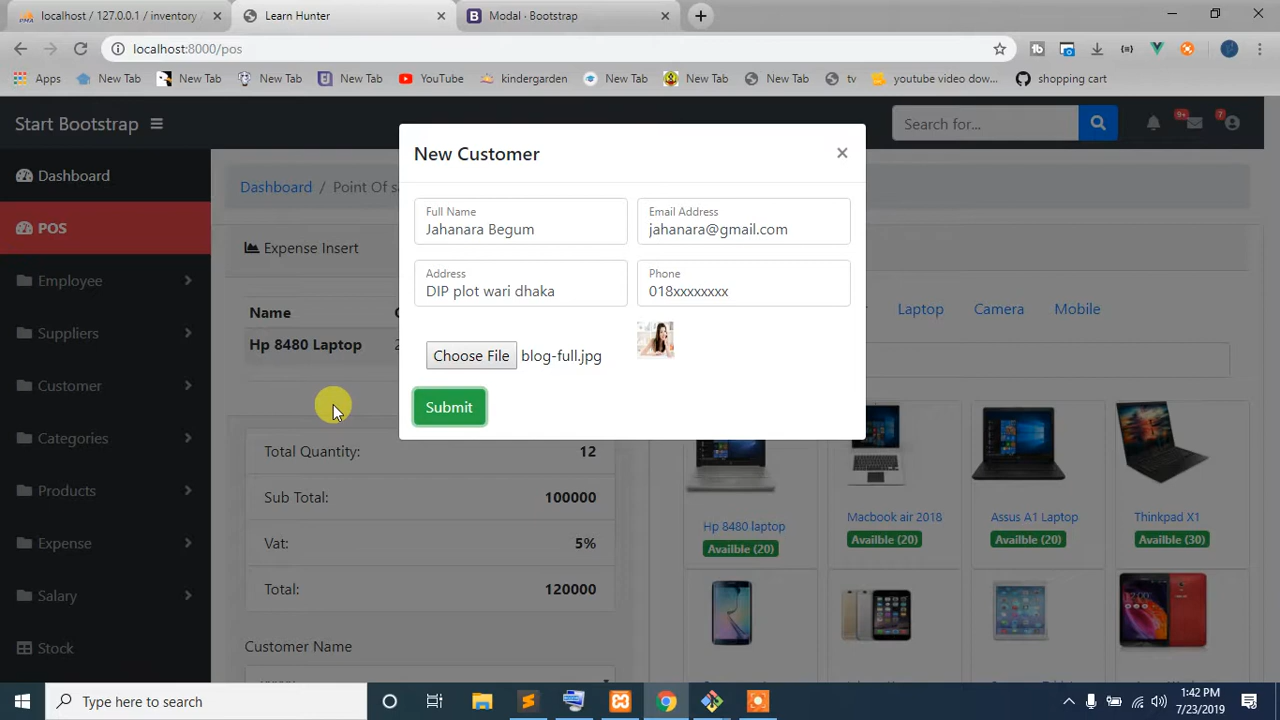 localhost / 127.0.0.1 / inventory
Learn Hunter
Modal · Bootstrap
localhost:8000/pos
Apps
New Tab
New Tab
New Tab
New Tab
YouTube
kindergarden
New Tab
New Tab
New Tab
tv
youtube video dow...
shopping cart
Start Bootstrap
Search for...
9+
7
Dashboard
POS
Employee
Suppliers
Customer
Categories
Products
Expense
Salary
Stock
Dashboard / Point Of s
Expense Insert
Name
Hp 8480 Laptop
Total Quantity: 12
Sub Total: 100000
Vat: 5%
Total: 120000
Customer Name
New Customer
×
Full Name
Jahanara Begum
Email Address
jahanara@gmail.com
Address
DIP plot wari dhaka
Phone
018xxxxxxxx
Choose File blog-full.jpg
Submit
Laptop Camera Mobile
Hp 8480 laptop
Availble (20)
Macbook air 2018
Availble (20)
Assus A1 Laptop
Availble (20)
Thinkpad X1
Availble (30)
Type here to search
1:42 PM
7/23/2019